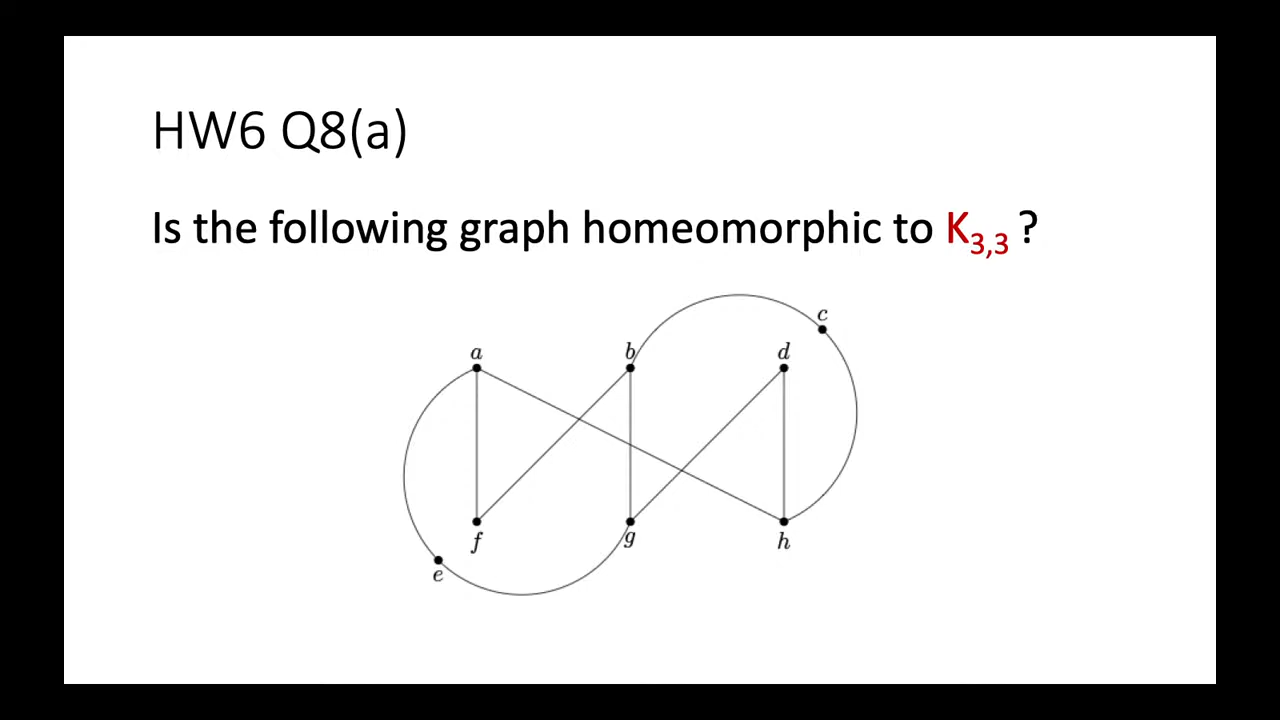 HW6 Q8(a)
Is the following graph homeomorphic to K3,3 ?
c
a b d
f g h
e